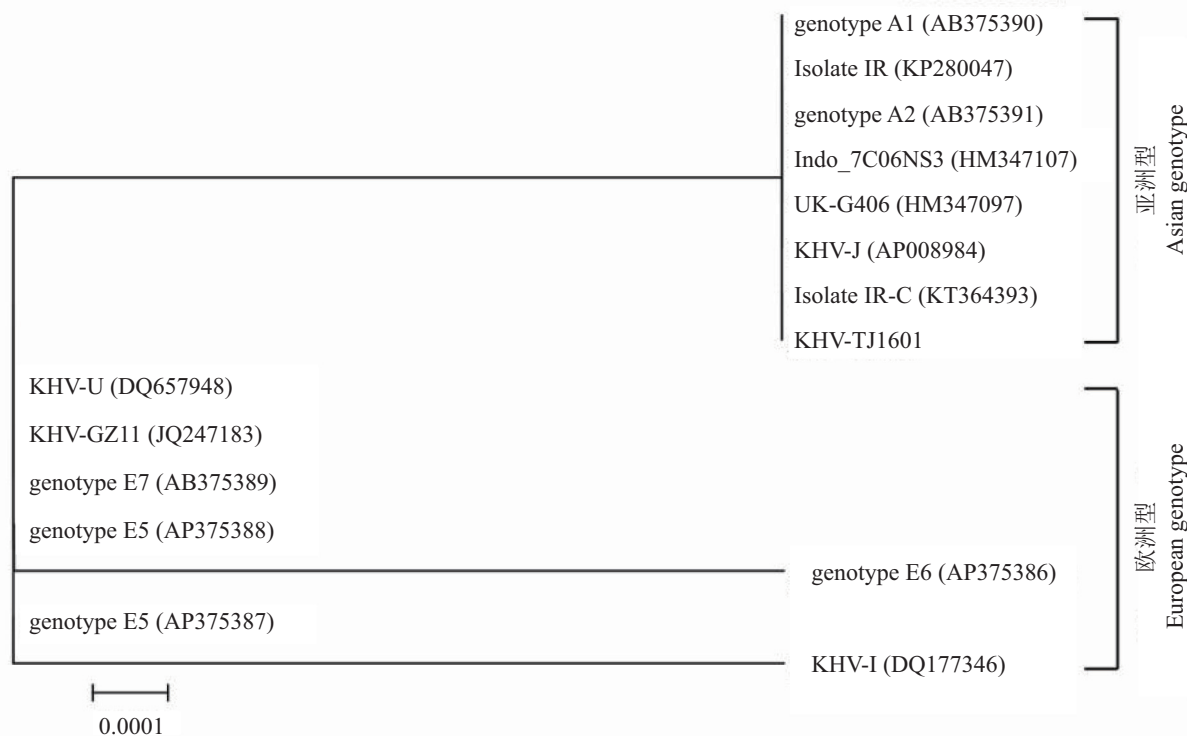 genotype A1 (AB375390)
Isolate IR (KP280047)
genotype A2 (AB375391)
Indo_7C06NS3 (HM347107)
UK-G406 (HM347097)
KHV-J (AP008984)
Isolate IR-C (KT364393)
KHV-TJ1601
亚洲型
Asian genotype
KHV-U (DQ657948)
KHV-GZ11 (JQ247183)
genotype E7 (AB375389)
genotype E5 (AP375388)
genotype E6 (AP375386)
genotype E5 (AP375387)
KHV-I (DQ177346)
欧洲型
European genotype
0.0001